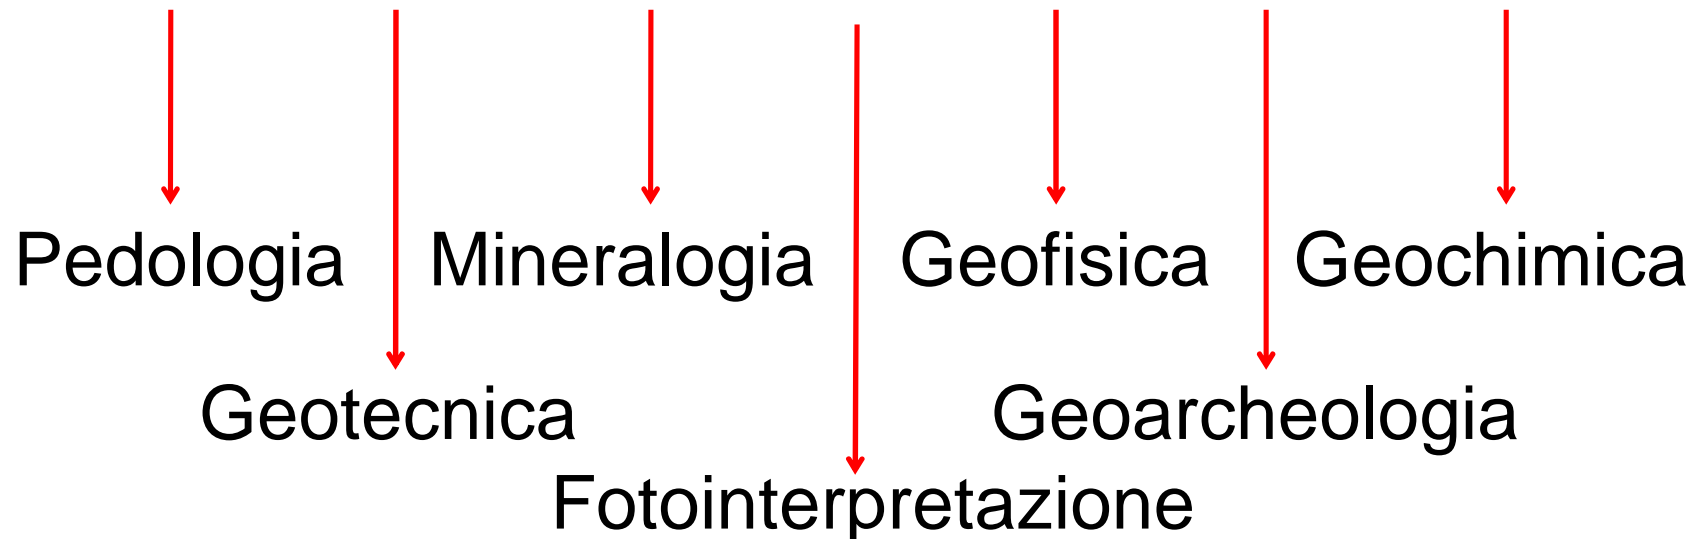 Pedologia Mineralogia Geofisica Geochimica
Geotecnica Geoarcheologia
Fotointerpretazione